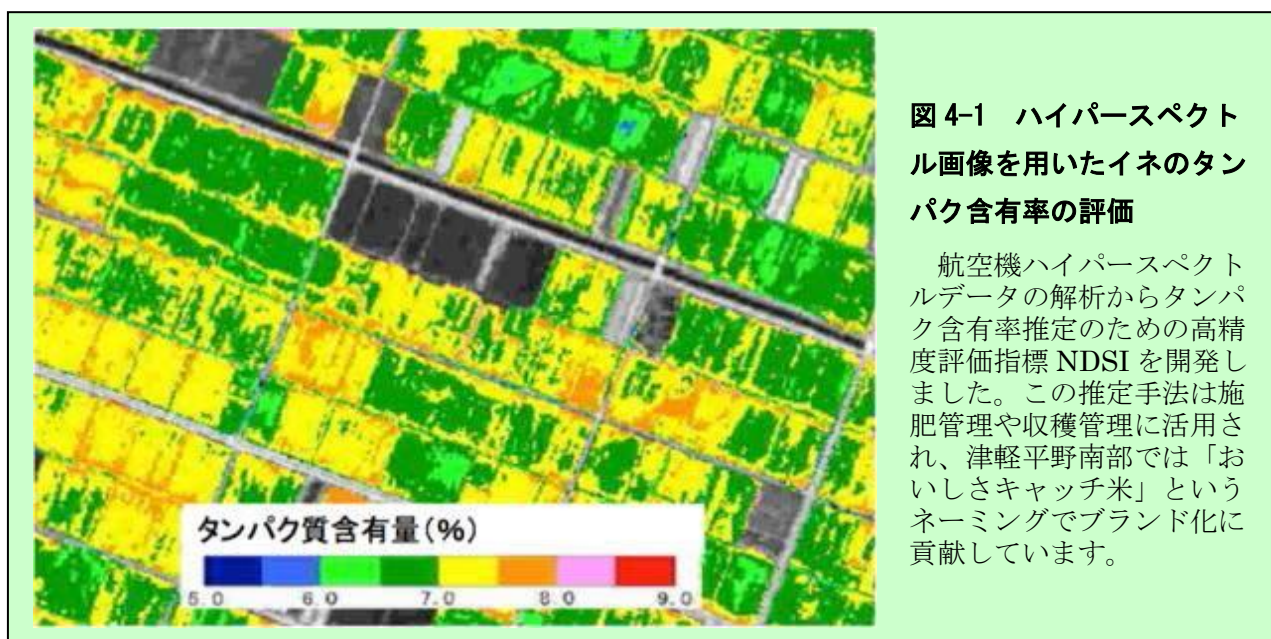 図 4-1 ハイパースペクト
ル画像を用いたイネのタン
パク含有率の評価
航空機ハイパースペクト
ルデータの解析からタンパ
ク含有率推定のための高精
度評価指標 NDSI を開発し
ました。この推定手法は施
肥管理や収穫管理に活用さ
れ、津軽平野南部では「お
いしさキャッチ米」という
ネーミングでブランド化に
貢献しています。
タンパク質含有量(%)
5.0 6.0 7.0 8.0 9.0